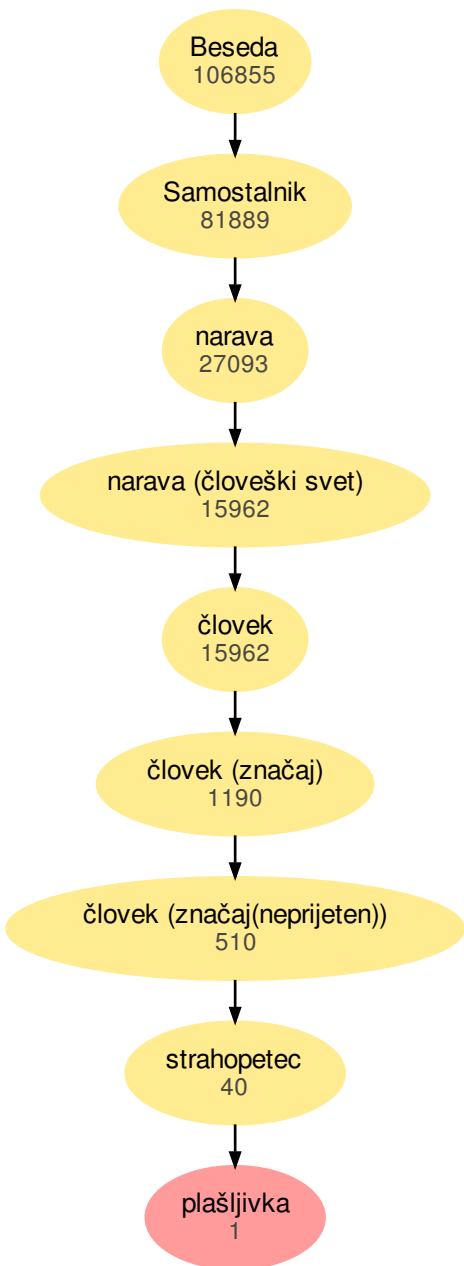 Beseda
106855
Samostalnik
81889
narava
27093
narava (človeški svet)
15962
človek
15962
človek (značaj)
1190
človek (značaj(neprijeten))
510
strahopetec
40
plašljivka
1